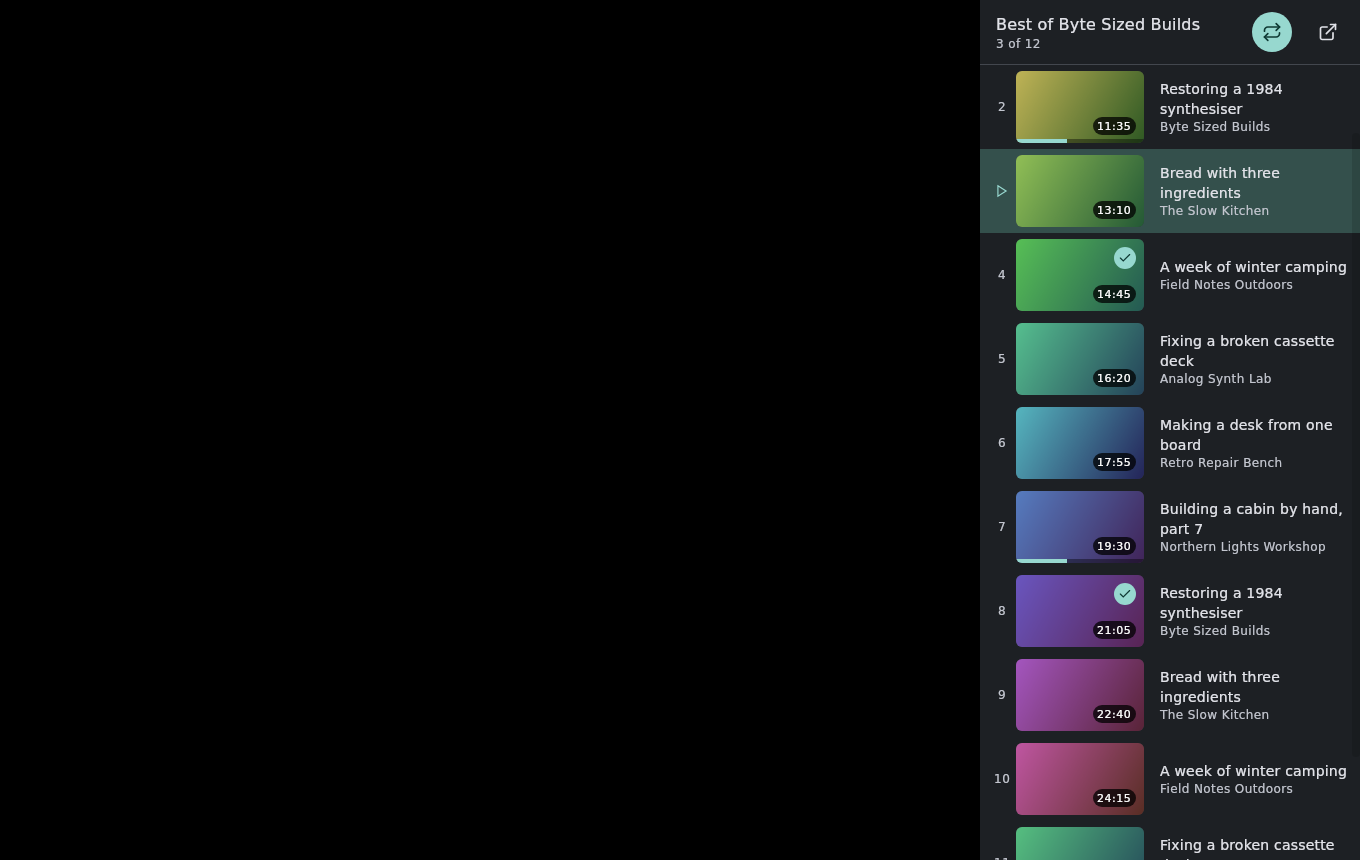 Best of Byte Sized Builds
3 of 12
2
11:35
Restoring a 1984
synthesiser
Byte Sized Builds
13:10
Bread with three
ingredients
The Slow Kitchen
4
14:45
A week of winter camping
Field Notes Outdoors
5
16:20
Fixing a broken cassette
deck
Analog Synth Lab
6
17:55
Making a desk from one
board
Retro Repair Bench
7
19:30
Building a cabin by hand,
part 7
Northern Lights Workshop
8
21:05
Restoring a 1984
synthesiser
Byte Sized Builds
9
22:40
Bread with three
ingredients
The Slow Kitchen
10
24:15
A week of winter camping
Field Notes Outdoors
Fixing a broken cassette